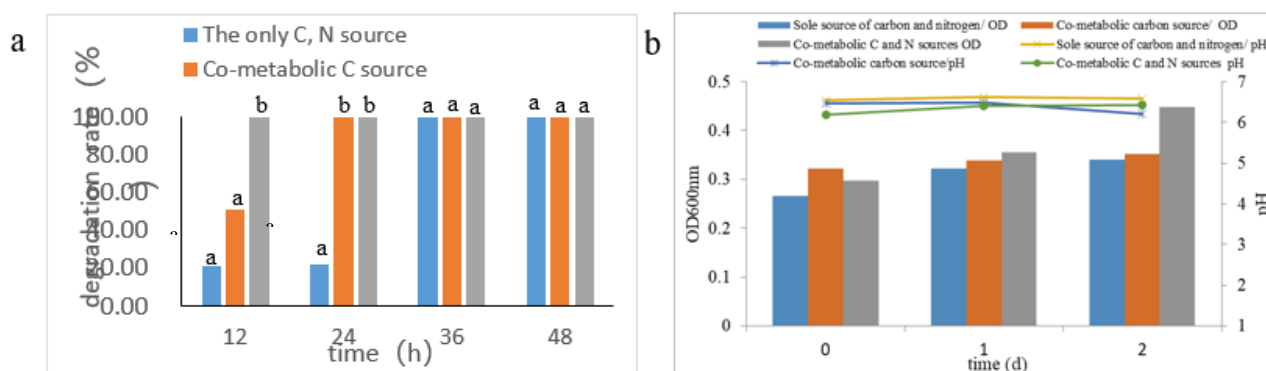 a
The only C, N source
Co-metabolic C source
degradation rate (%
)
100.00
80.00
60.00
40.00
20.00
0.00
a a b
a b b
a a a
a a a
12 24 36 48
time (h)
b
Sole source of carbon and nitrogen/ OD
Co-metabolic carbon source/ OD
Co-metabolic C and N sources OD
Sole source of carbon and nitrogen/ pH
Co-metabolic carbon source/pH
Co-metabolic C and N sources pH
OD600nm
0.5
0.4
0.3
0.2
0.1
0
7
6
5
4
3
2
1
pH
0 1 2
time (d)